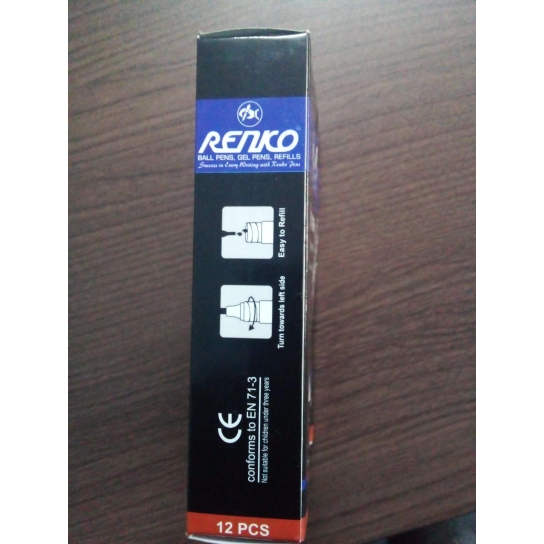 RENKO
BALL PENS, GEL PENS, REFILLS
Success in Every Writing with Renko Pens
Easy to Refill
Turn towards left side
CE
conforms to EN 71-3
Not suitable for children under three years
12 PCS